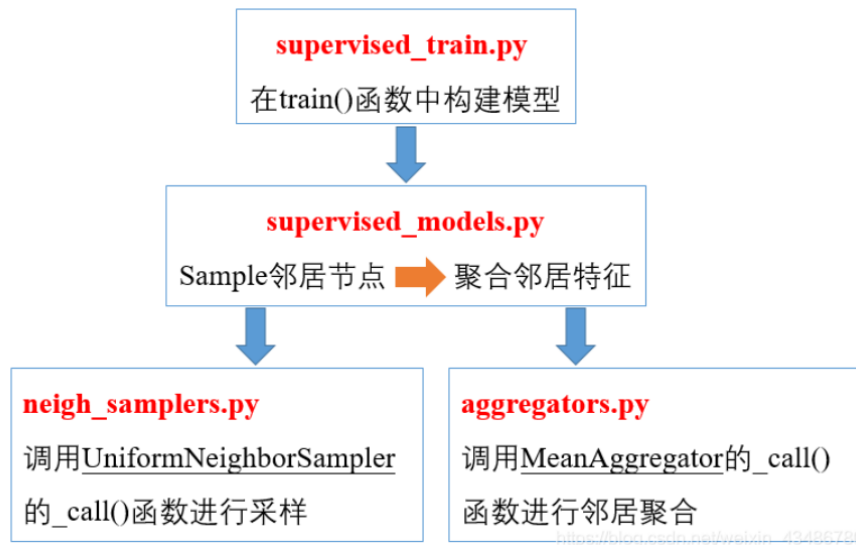 supervised_train.py
在train()函数中构建模型
supervised_models.py
Sample邻居节点 聚合邻居特征
neigh_samplers.py
调用UniformNeighborSampler
的_call()函数进行采样
aggregators.py
调用MeanAggregator的_call()
函数进行邻居聚合
https://blog.csdn.net/weixin_43486780